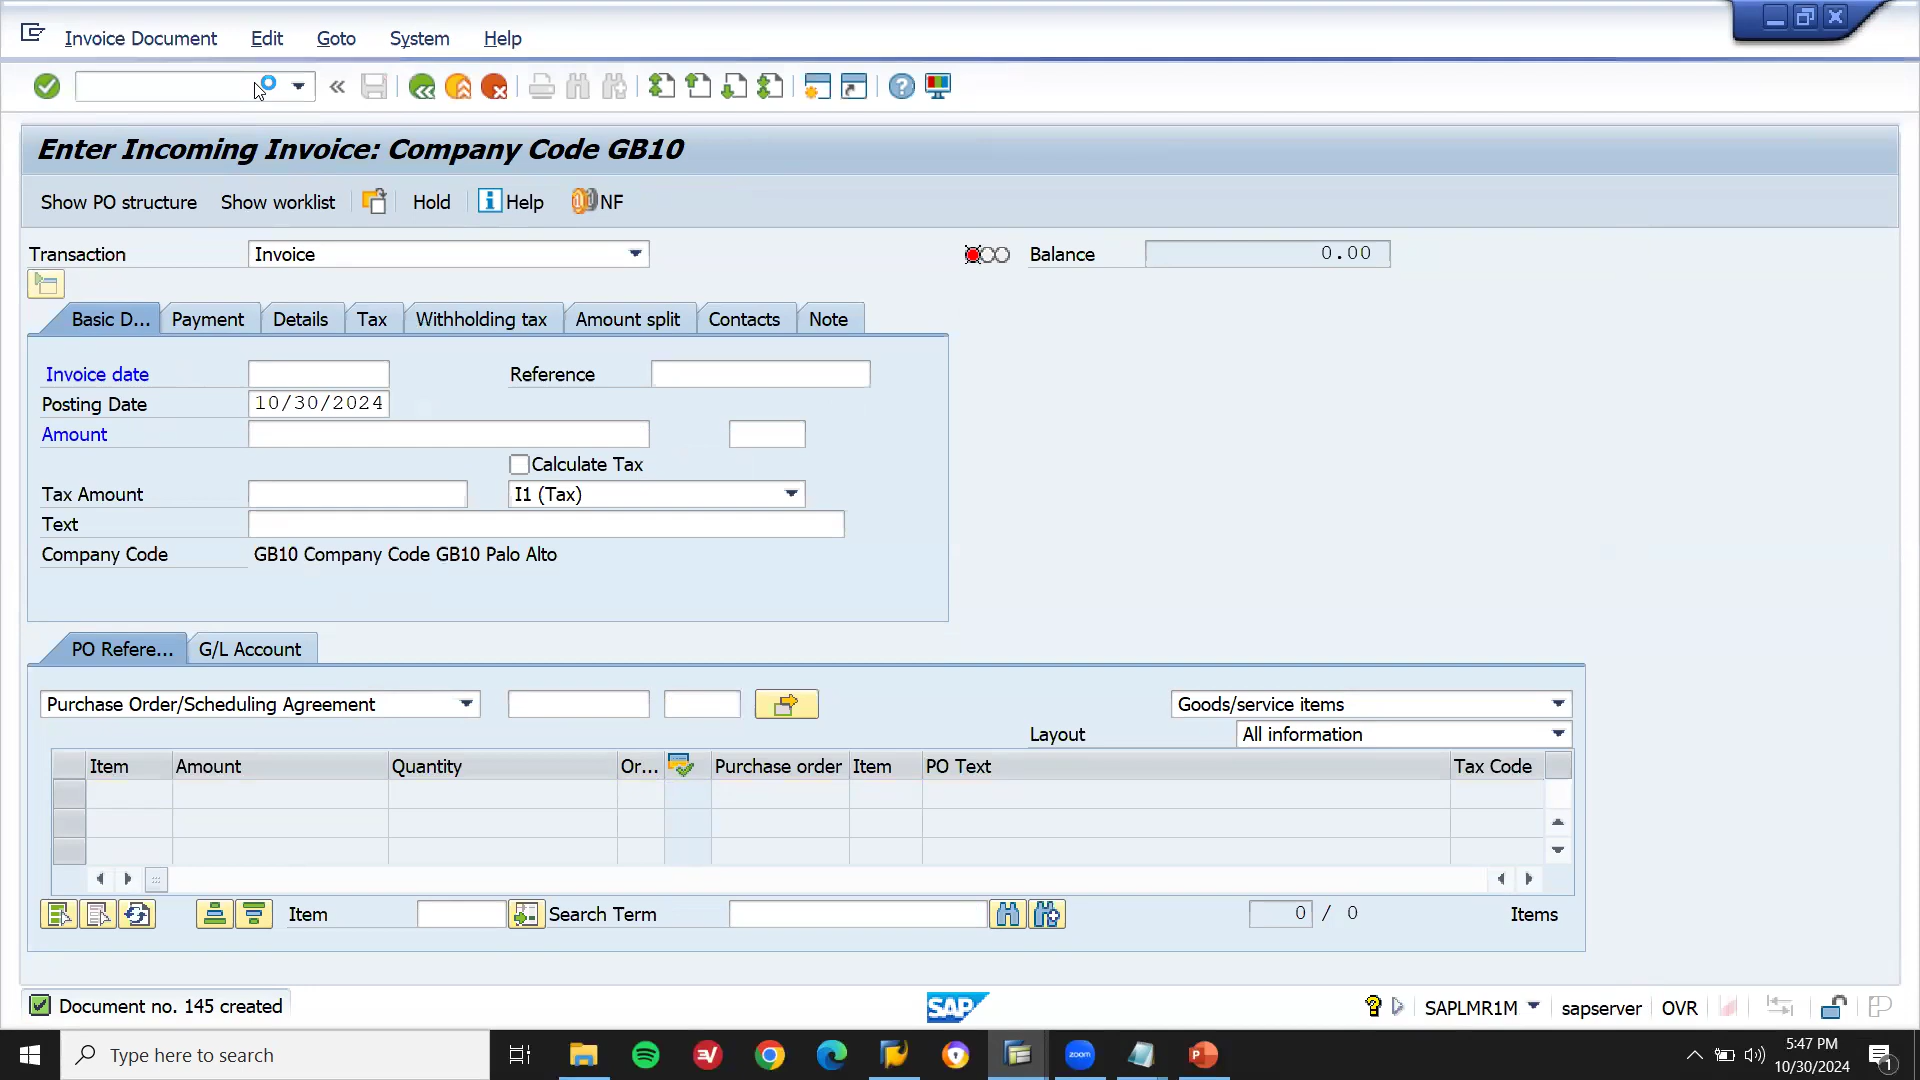 Invoice Document Edit Goto System Help
Enter Incoming Invoice: Company Code GB10
Show PO structure Show worklist Hold Help NF
Transaction Invoice Balance 0.00
Basic D... Payment Details Tax Withholding tax Amount split Contacts Note
Invoice date Reference
Posting Date 10/30/2024
Amount
Calculate Tax
Tax Amount I1 (Tax)
Text
Company Code GB10 Company Code GB10 Palo Alto
PO Refere... G/L Account
Purchase Order/Scheduling Agreement Goods/service items
Layout All information
Item Amount Quantity Or... Purchase order Item PO Text Tax Code
Item Search Term 0 / 0 Items
Document no. 145 created SAP SAPLMR1M sapserver OVR
Type here to search zoom 5:47 PM
10/30/2024 1